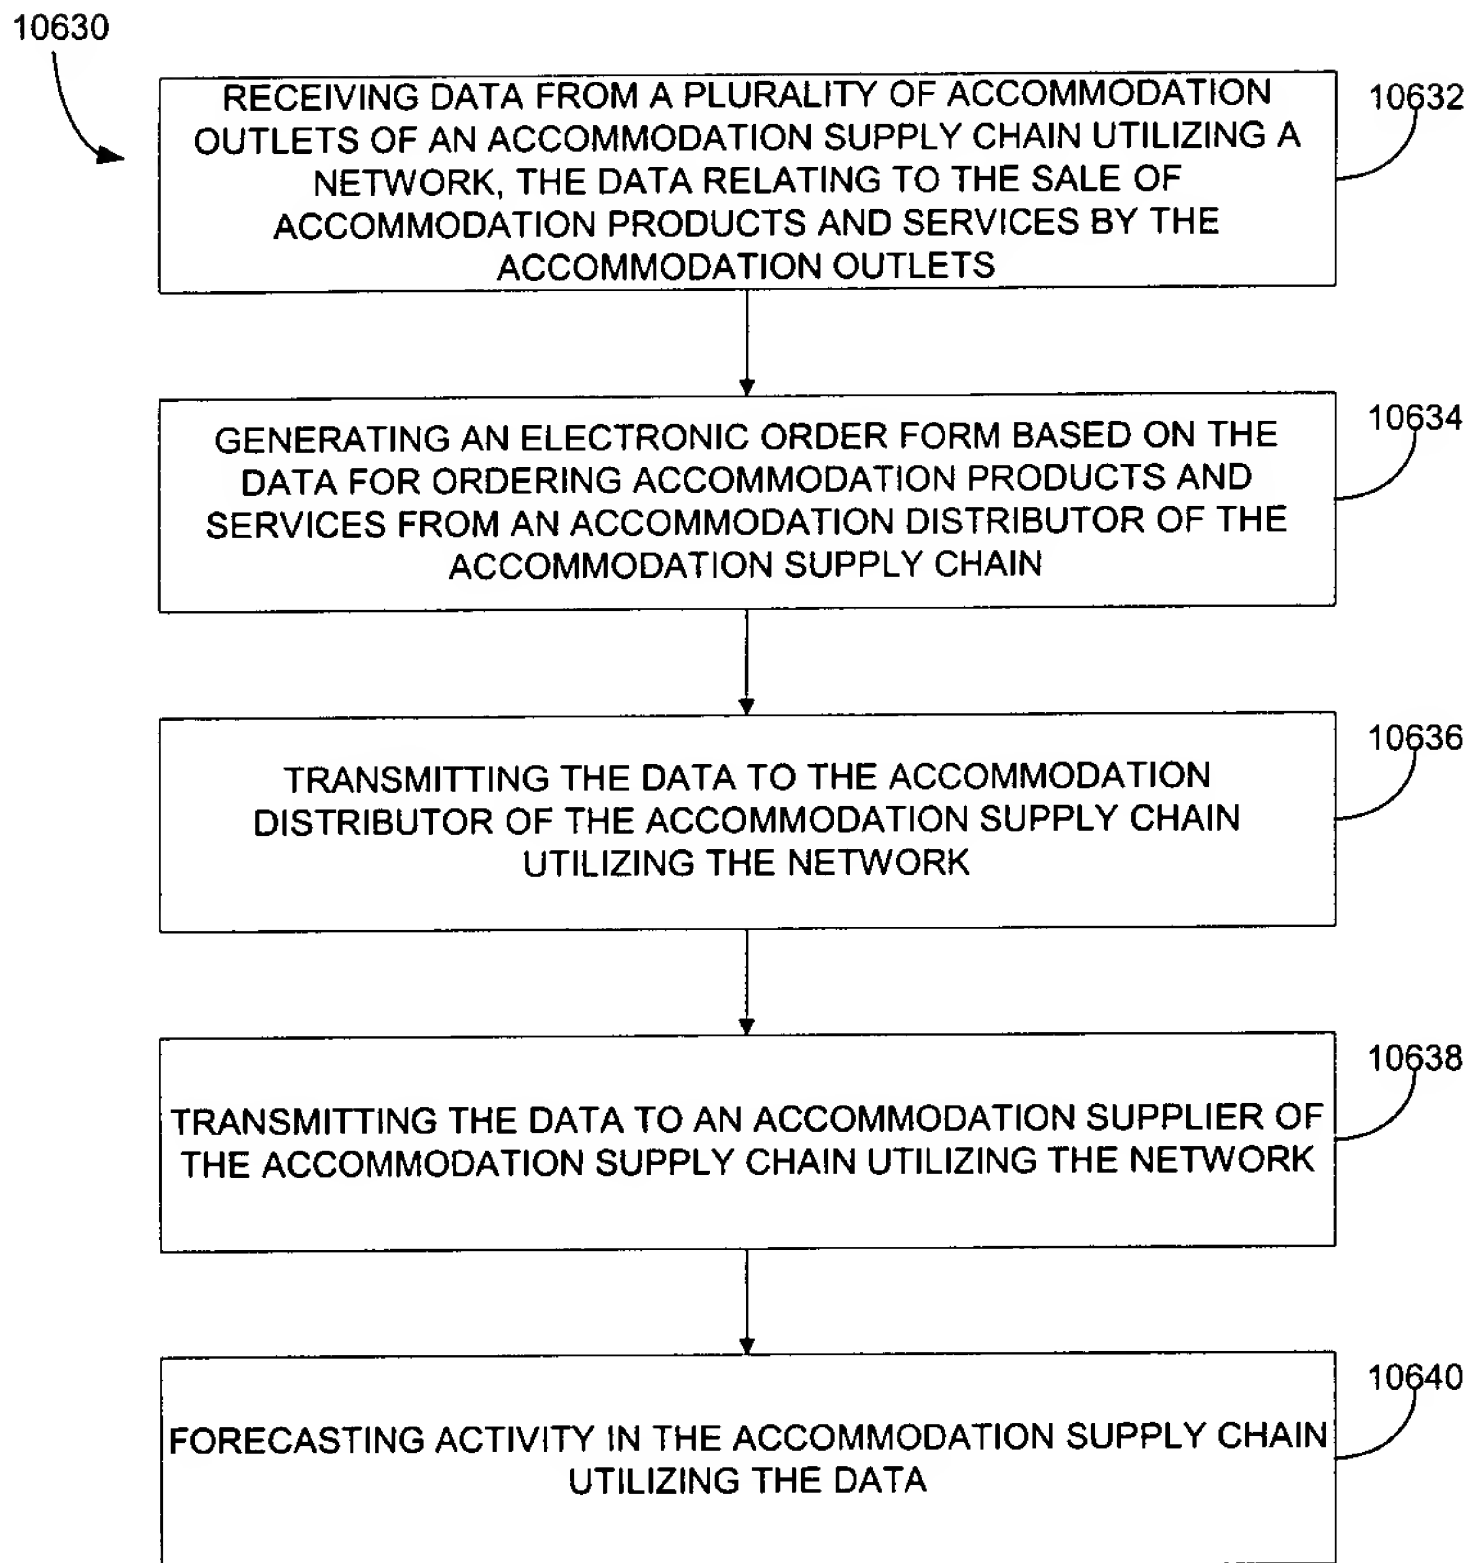 10630
RECEIVING DATA FROM A PLURALITY OF ACCOMMODATION
OUTLETS OF AN ACCOMMODATION SUPPLY CHAIN UTILIZING A
NETWORK, THE DATA RELATING TO THE SALE OF
ACCOMMODATION PRODUCTS AND SERVICES BY THE
ACCOMMODATION OUTLETS
10632
GENERATING AN ELECTRONIC ORDER FORM BASED ON THE
DATA FOR ORDERING ACCOMMODATION PRODUCTS AND
SERVICES FROM AN ACCOMMODATION DISTRIBUTOR OF THE
ACCOMMODATION SUPPLY CHAIN
10634
TRANSMITTING THE DATA TO THE ACCOMMODATION
DISTRIBUTOR OF THE ACCOMMODATION SUPPLY CHAIN
UTILIZING THE NETWORK
10636
TRANSMITTING THE DATA TO AN ACCOMMODATION SUPPLIER OF
THE ACCOMMODATION SUPPLY CHAIN UTILIZING THE NETWORK
10638
FORECASTING ACTIVITY IN THE ACCOMMODATION SUPPLY CHAIN
UTILIZING THE DATA
10640